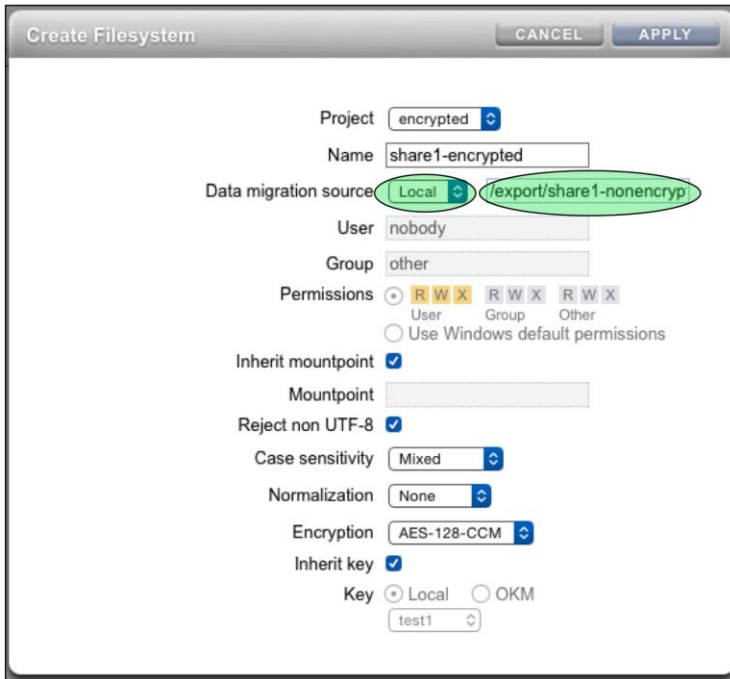 Create Filesystem CANCEL APPLY
Project encrypted
Name share1-encrypted
Data migration source Local /export/share1-nonencryp
User nobody
Group other
Permissions R W X R W X R W X
User Group Other
Use Windows default permissions
Inherit mountpoint
Mountpoint
Reject non UTF-8
Case sensitivity Mixed
Normalization None
Encryption AES-128-CCM
Inherit key
Key Local OKM
test1